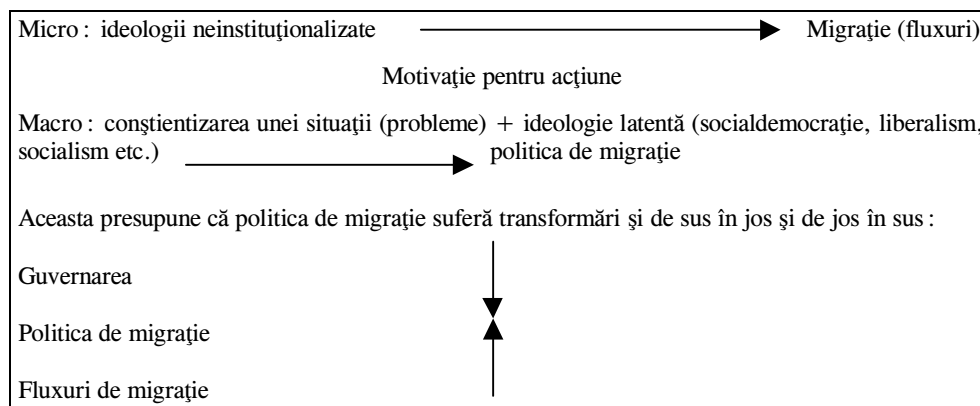 Micro : ideologii neinstituţionalizate Migraţie (fluxuri)
Motivaţie pentru acţiune
Macro : conştientizarea unei situaţii (probleme) + ideologie latentă (socialdemocraţie, liberalism,
socialism etc.) politica de migraţie
Aceasta presupune că politica de migraţie suferă transformări şi de sus în jos şi de jos în sus :
Guvernarea
Politica de migraţie
Fluxuri de migraţie